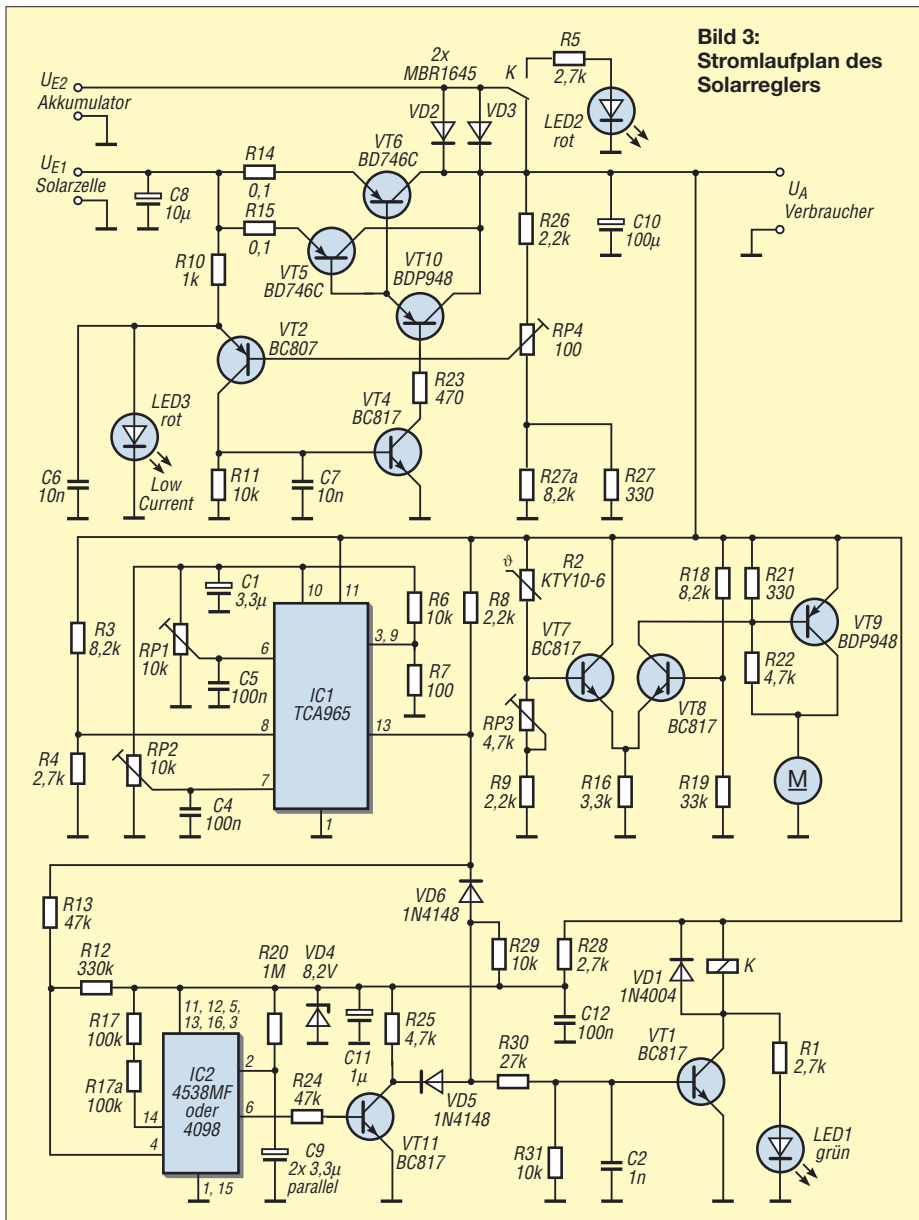 Bild 3:
Stromlaufplan des
Solarreglers
R5
2,7k
2x
MBR1645
K
UE2
Akkumulator
VD2
VD3
LED2
rot
VT6
BD746C
R14
0,1
UE1
Solarzelle
C8
10µ
R15
0,1
UA
Verbraucher
R26
2,2k
C10
100µ
VT10
BDP948
R10
1k
VT5
BD746C
VT2
BC807
RP4
100
R23
470
VT4
BC817
LED3
rot
Low
Current
C6
10n
R11
10k
C7
10n
R27a
8,2k
R27
330
C1
3,3µ
10
11
R6
10k
R8
2,2k
ϑ
R2
KTY10-6
R18
8,2k
R21
330
VT9
BDP948
R3
8,2k
RP1
10k
6
3, 9
VT7
BC817
C5
100n
IC1
TCA965
R7
100
R22
4,7k
RP3
4,7k
VT8
BC817
8
13
R4
2,7k
RP2
10k
7
C4
100n
R9
2,2k
R16
3,3k
R19
33k
M
1
VD6
1N4148
R13
47k
R12
330k
R20
1M
VD4
8,2V
R29
10k
R28
2,7k
VD1
1N4004
K
R17
100k
11, 12, 5,
13, 16, 3
C11
1µ
R25
4,7k
C12
100n
VT1
BC817
R17a
100k
IC2
4538MF
oder
4098
2
R24
47k
R30
27k
R1
2,7k
14
6
VD5
1N4148
4
C9
2x 3,3µ
parallel
VT11
BC817
R31
10k
C2
1n
LED1
grün
1, 15